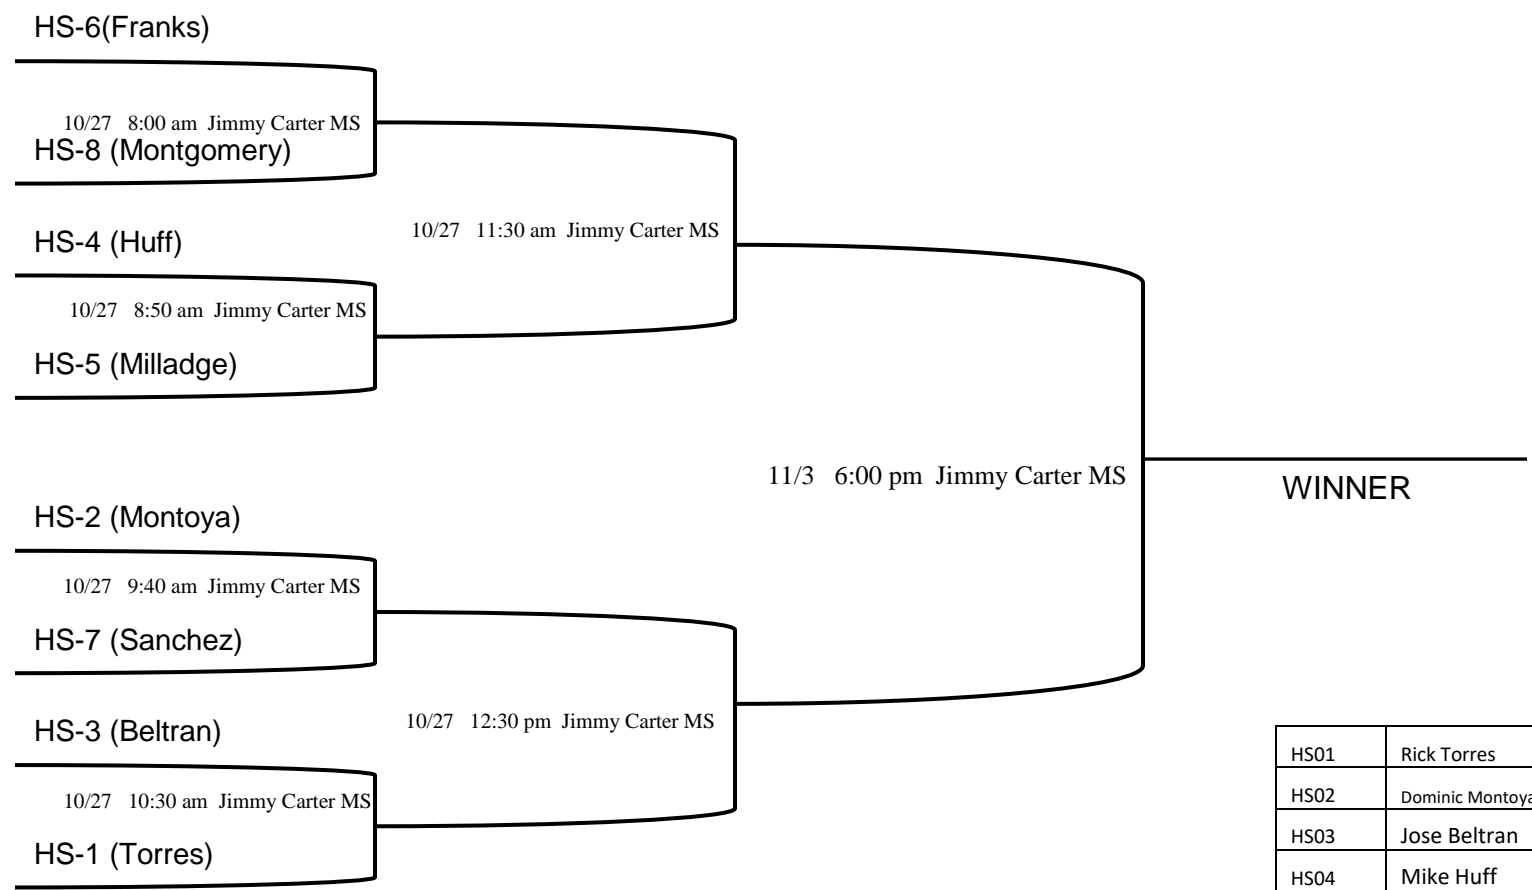 HS-6(Franks)
10/27 8:00 am Jimmy Carter MS
HS-8 (Montgomery)
HS-4 (Huff)
10/27 11:30 am Jimmy Carter MS
10/27 8:50 am Jimmy Carter MS
HS-5 (Milladge)
11/3 6:00 pm Jimmy Carter MS
WINNER
HS-2 (Montoya)
10/27 9:40 am Jimmy Carter MS
HS-7 (Sanchez)
HS-3 (Beltran)
10/27 12:30 pm Jimmy Carter MS
10/27 10:30 am Jimmy Carter MS
HS-1 (Torres)
HS01 Rick Torres
HS02 Dominic Montoya
HS03 Jose Beltran
HS04 Mike Huff